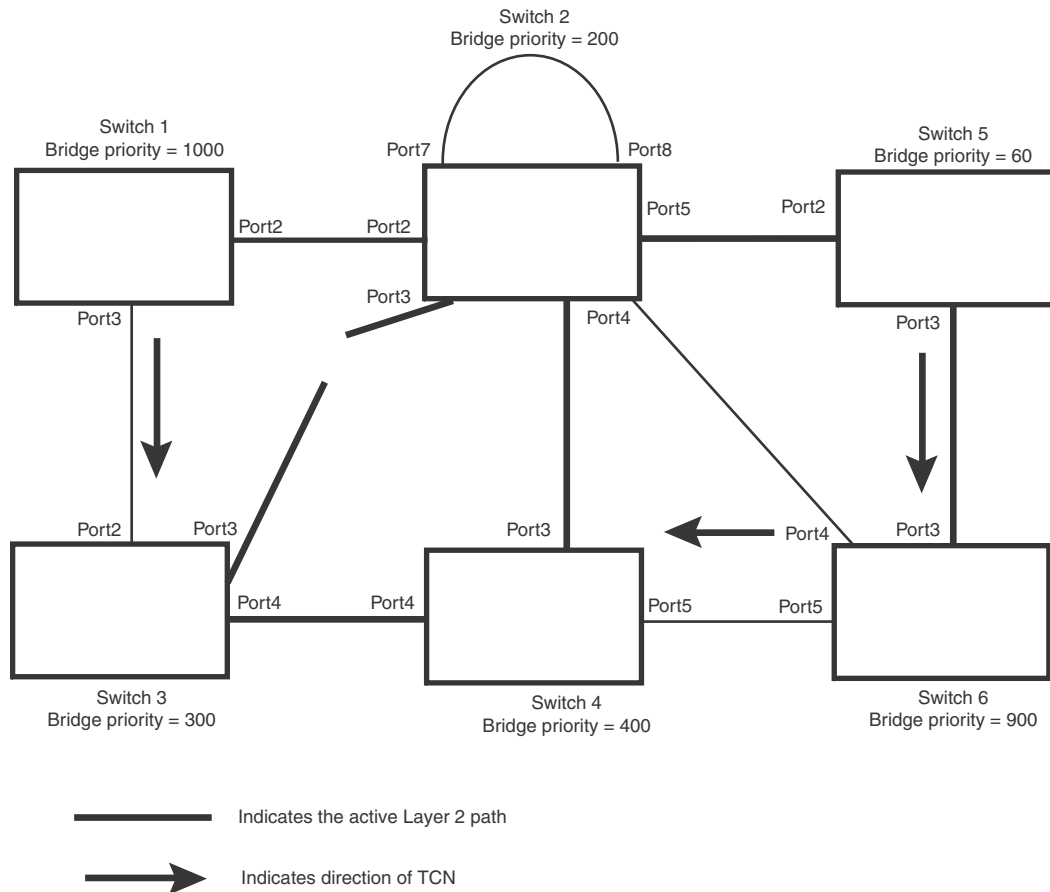 Switch 2
Bridge priority = 200
Switch 1
Bridge priority = 1000
Switch 5
Bridge priority = 60
Port7
Port8
Port2
Port2
Port5
Port2
Port3
Port3
Port4
Port3
Port2
Port3
Port3
Port4
Port3
Port4
Port4
Port5
Port5
Switch 3
Bridge priority = 300
Switch 4
Bridge priority = 400
Switch 6
Bridge priority = 900
Indicates the active Layer 2 path
Indicates direction of TCN